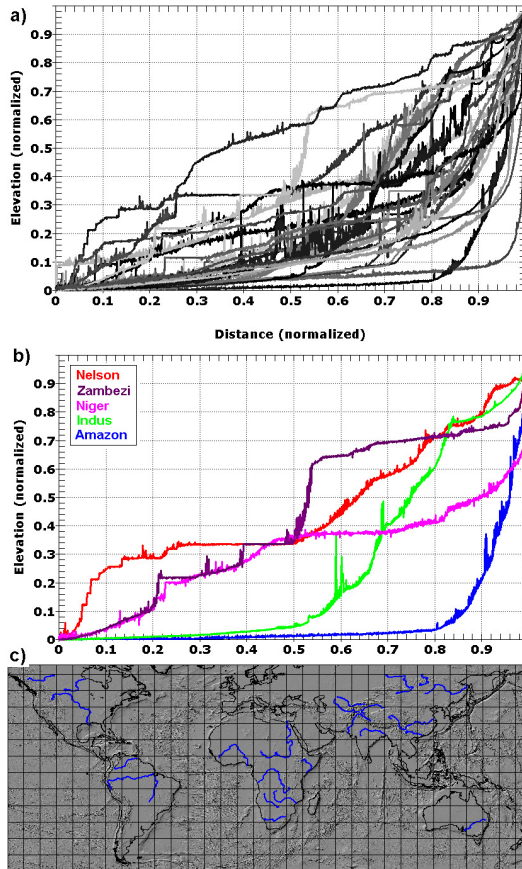 a)
Elevation (normalized)
0.9
0.8
0.7
0.6
0.5
0.4
0.3
0.2
0.1
0
0 0.1 0.2 0.3 0.4 0.5 0.6 0.7 0.8 0.9
Distance (normalized)
b)
Nelson
Zambezi
Niger
Indus
Amazon
Elevation (normalized)
0.9
0.8
0.7
0.6
0.5
0.4
0.3
0.2
0.1
0
0 0.1 0.2 0.3 0.4 0.5 0.6 0.7 0.8 0.9
c)